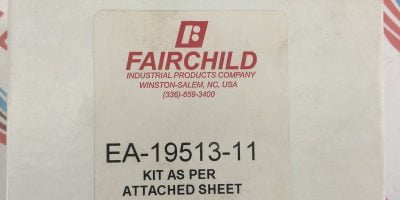 FAIRCHILD
INDUSTRIAL PRODUCTS COMPANY
WINSTON-SALEM, NC, USA
(336)-659-3400
EA-19513-11
KIT AS PER
ATTACHED SHEET